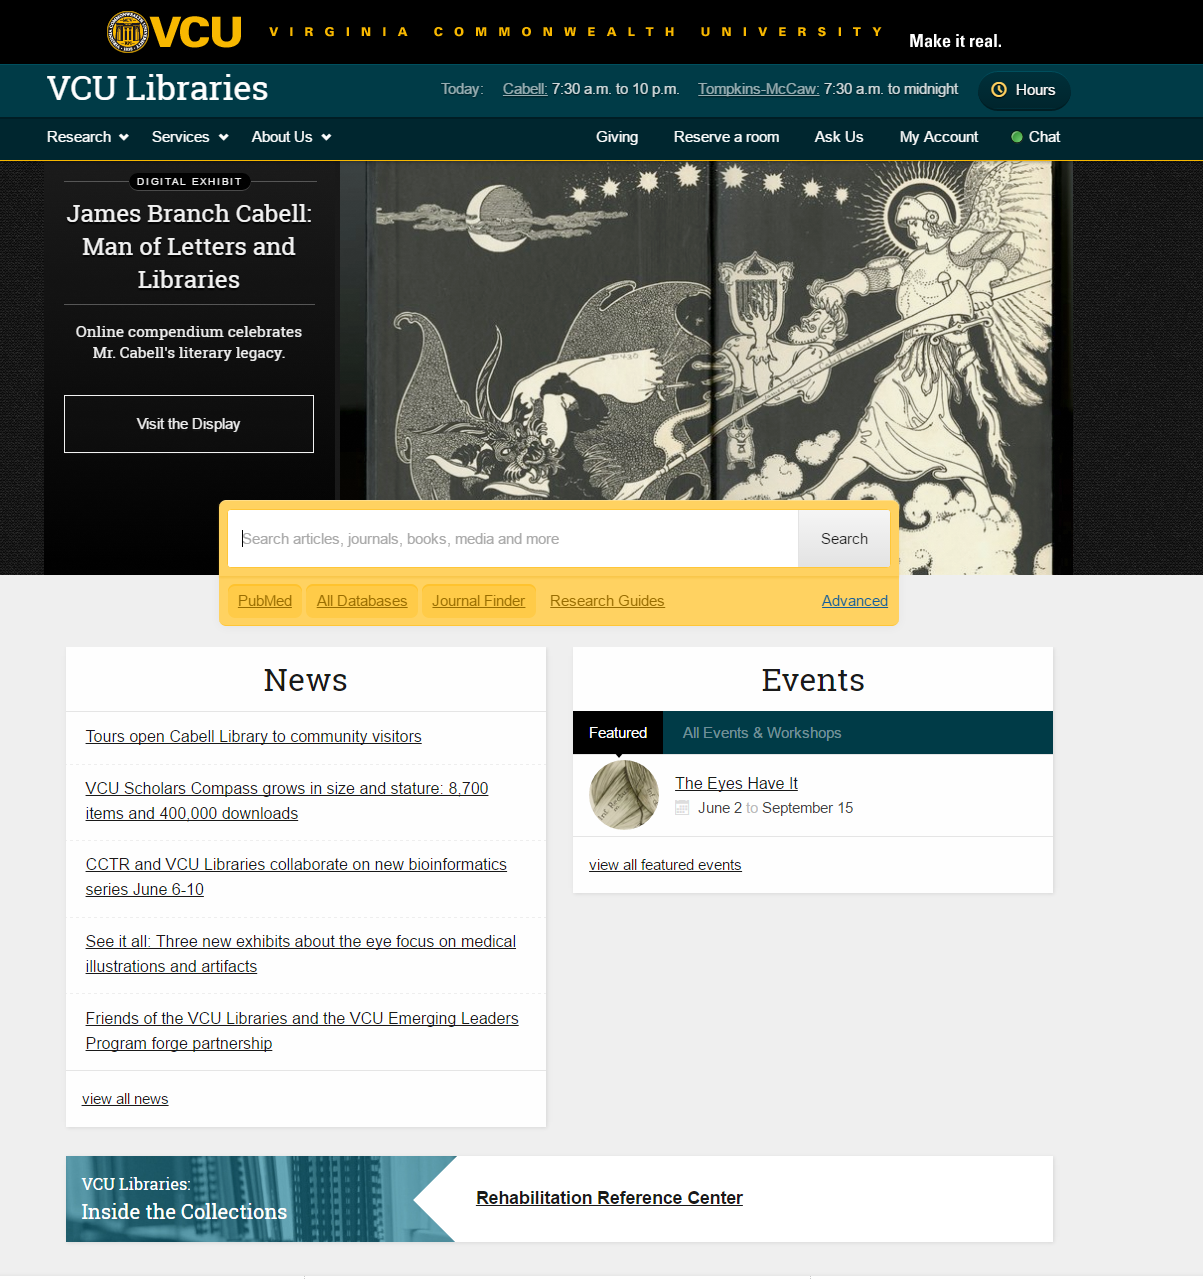 VCU VIRGINIA COMMONWEALTH UNIVERSITY Make it real.
VCU Libraries
Today: Cabell: 7:30 a.m. to 10 p.m. Tompkins-McCaw: 7:30 a.m. to midnight Hours
Research Services About Us Giving Reserve a room Ask Us My Account Chat
DIGITAL EXHIBIT
James Branch Cabell:
Man of Letters and
Libraries
Online compendium celebrates
Mr. Cabell's literary legacy.
Visit the Display
Search articles, journals, books, media and more Search
PubMed All Databases Journal Finder Research Guides Advanced
News
Tours open Cabell Library to community visitors
VCU Scholars Compass grows in size and stature: 8,700
items and 400,000 downloads
CCTR and VCU Libraries collaborate on new bioinformatics
series June 6-10
See it all: Three new exhibits about the eye focus on medical
illustrations and artifacts
Friends of the VCU Libraries and the VCU Emerging Leaders
Program forge partnership
view all news
Events
Featured All Events & Workshops
The Eyes Have It
June 2 to September 15
view all featured events
VCU Libraries:
Inside the Collections
Rehabilitation Reference Center